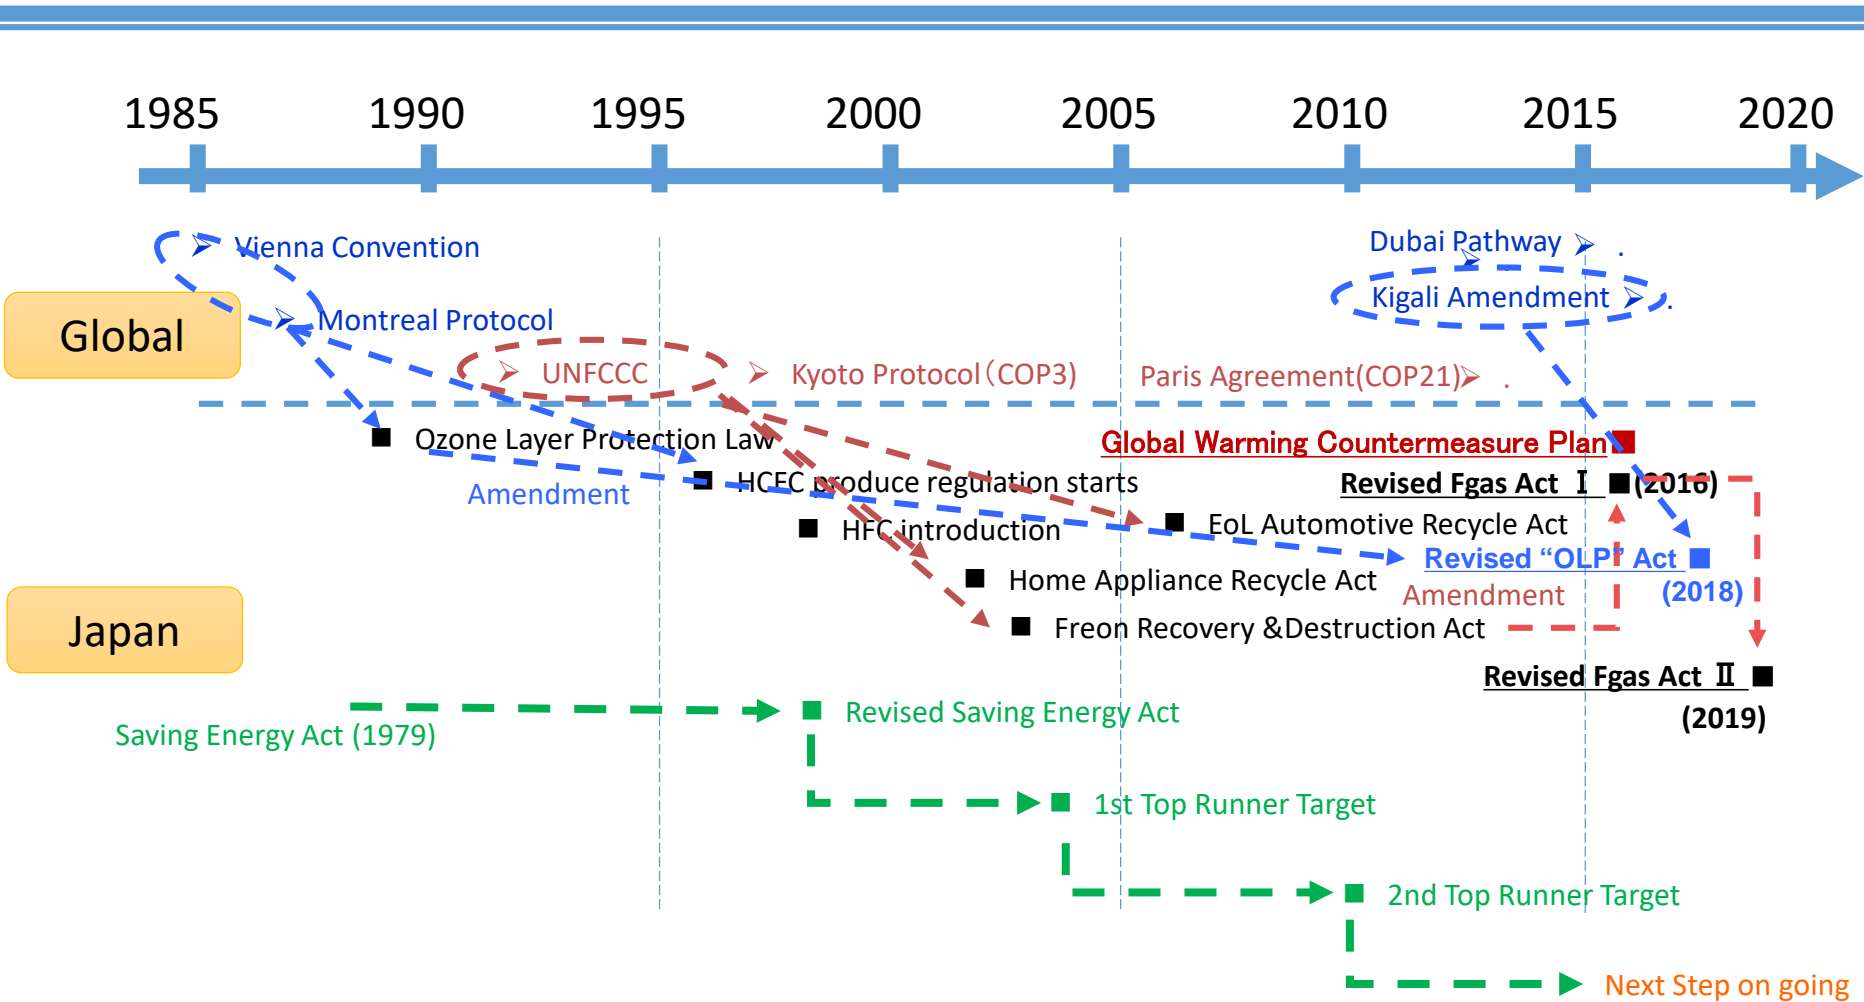 1985 1990 1995 2000 2005 2010 2015 2020
Vienna Convention
Dubai Pathway .
Kigali Amendment .
Montreal Protocol
Global
UNFCCC
Kyoto Protocol(COP3)
Paris Agreement(COP21) .
Ozone Layer Protection Law
Global Warming Countermeasure Plan
HCFC produce regulation starts
Revised Fgas Act Ⅰ (2016)
Amendment
HFC introduction
EoL Automotive Recycle Act
Revised “OLP” Act
(2018)
Home Appliance Recycle Act
Amendment
Japan
Freon Recovery &Destruction Act
Revised Fgas Act Ⅱ
(2019)
Saving Energy Act (1979)
Revised Saving Energy Act
1st Top Runner Target
2nd Top Runner Target
Next Step on going